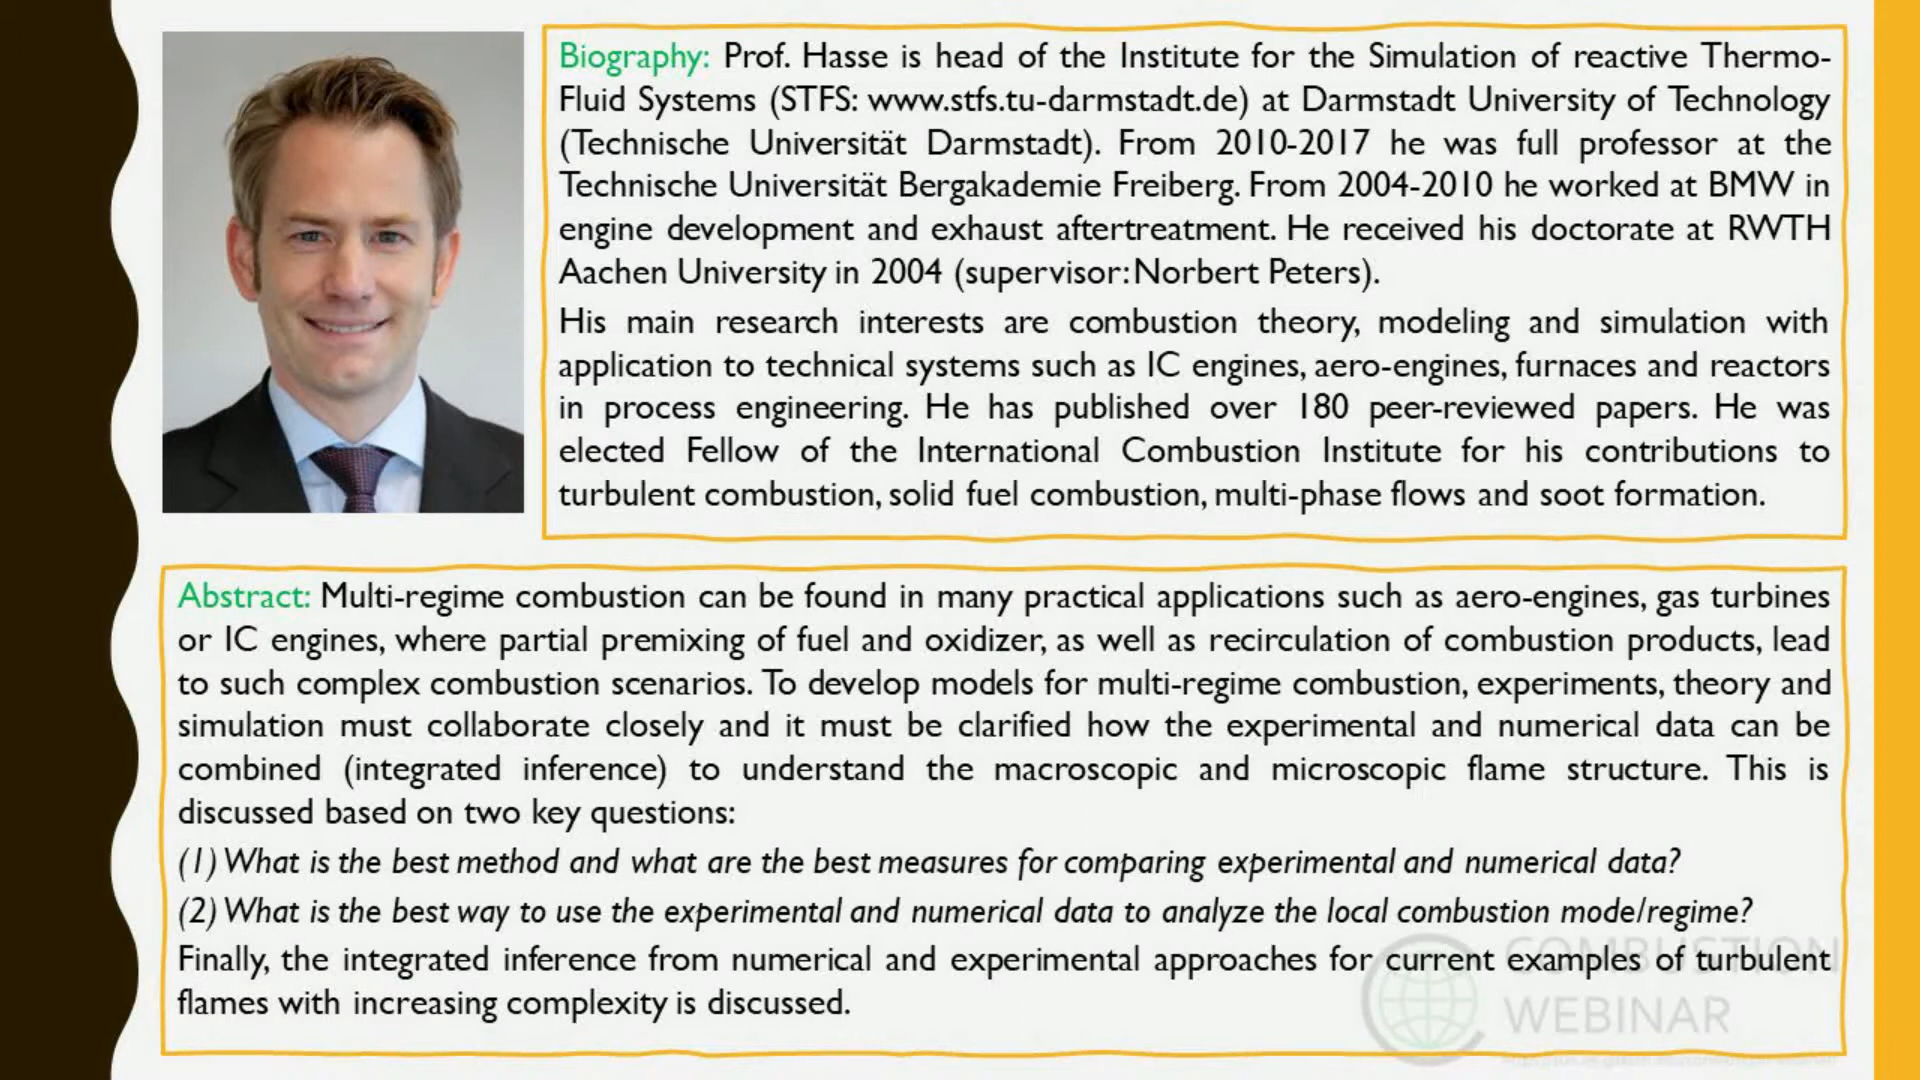 Biography: Prof. Hasse is head of the Institute for the Simulation of reactive Thermo-
Fluid Systems (STFS: www.stfs.tu-darmstadt.de) at Darmstadt University of Technology
(Technische Universität Darmstadt). From 2010-2017 he was full professor at the
Technische Universität Bergakademie Freiberg. From 2004-2010 he worked at BMW in
engine development and exhaust aftertreatment. He received his doctorate at RWTH
Aachen University in 2004 (supervisor: Norbert Peters).
His main research interests are combustion theory, modeling and simulation with
application to technical systems such as IC engines, aero-engines, furnaces and reactors
in process engineering. He has published over 180 peer-reviewed papers. He was
elected Fellow of the International Combustion Institute for his contributions to
turbulent combustion, solid fuel combustion, multi-phase flows and soot formation.
Abstract: Multi-regime combustion can be found in many practical applications such as aero-engines, gas turbines
or IC engines, where partial premixing of fuel and oxidizer, as well as recirculation of combustion products, lead
to such complex combustion scenarios. To develop models for multi-regime combustion, experiments, theory and
simulation must collaborate closely and it must be clarified how the experimental and numerical data can be
combined (integrated inference) to understand the macroscopic and microscopic flame structure. This is
discussed based on two key questions:
(1) What is the best method and what are the best measures for comparing experimental and numerical data?
(2) What is the best way to use the experimental and numerical data to analyze the local combustion mode/regime?
Finally, the integrated inference from numerical and experimental approaches for current examples of turbulent
flames with increasing complexity is discussed.
COMBUSTION
WEBINAR